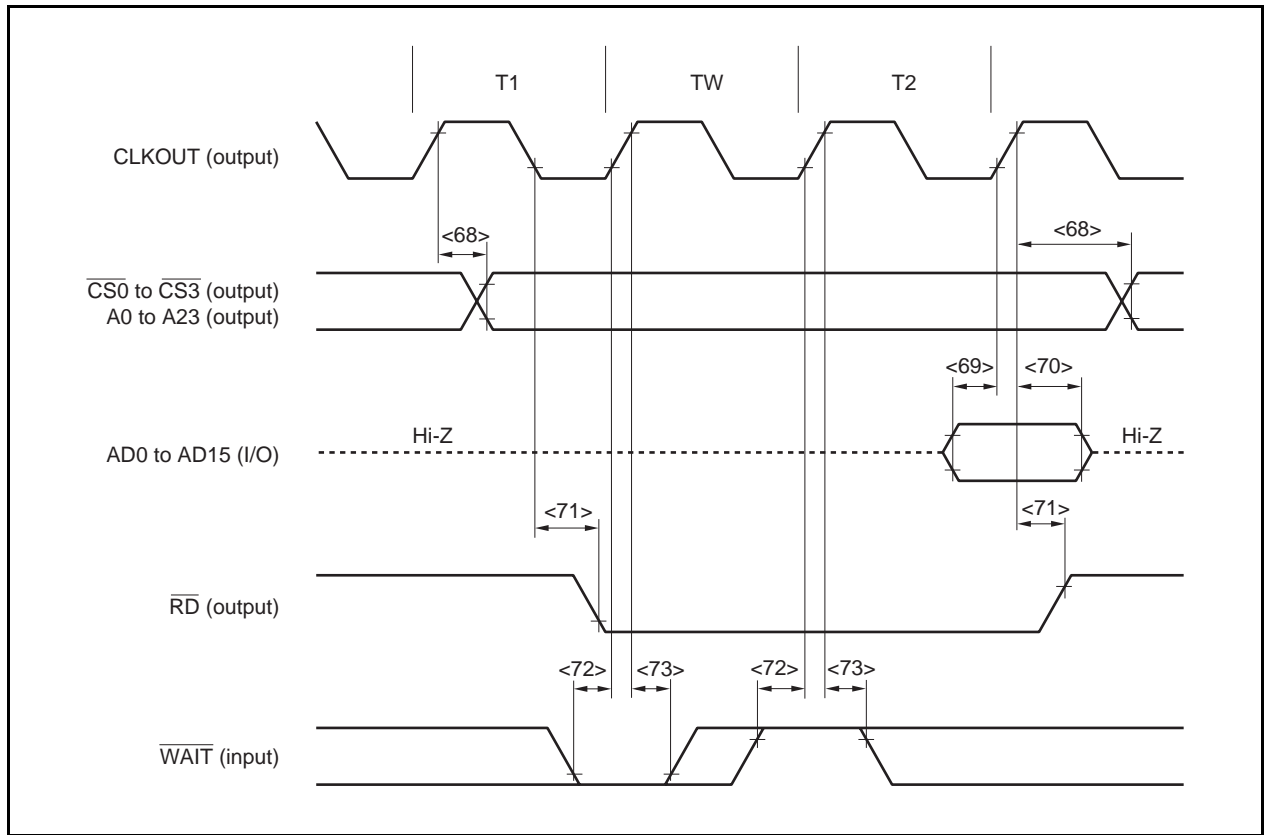 T1 TW T2
CLKOUT (output)
<68> <68>
CS0 to CS3 (output)
A0 to A23 (output)
<69> <70>
Hi-Z Hi-Z
AD0 to AD15 (I/O)
<71> <71>
RD (output)
<72> <73> <72> <73>
WAIT (input)